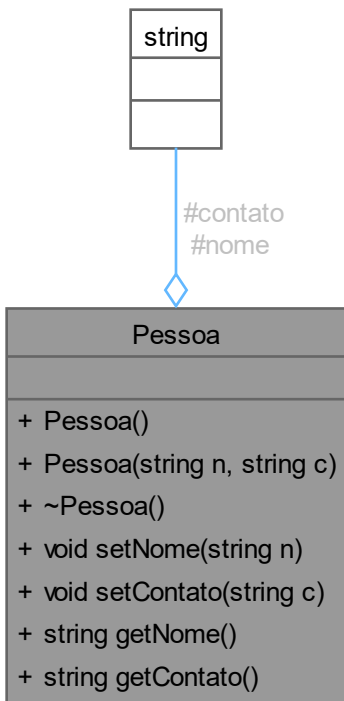 string
#contato
#nome
Pessoa
+ Pessoa()
+ Pessoa(string n, string c)
+ ~Pessoa()
+ void setNome(string n)
+ void setContato(string c)
+ string getNome()
+ string getContato()